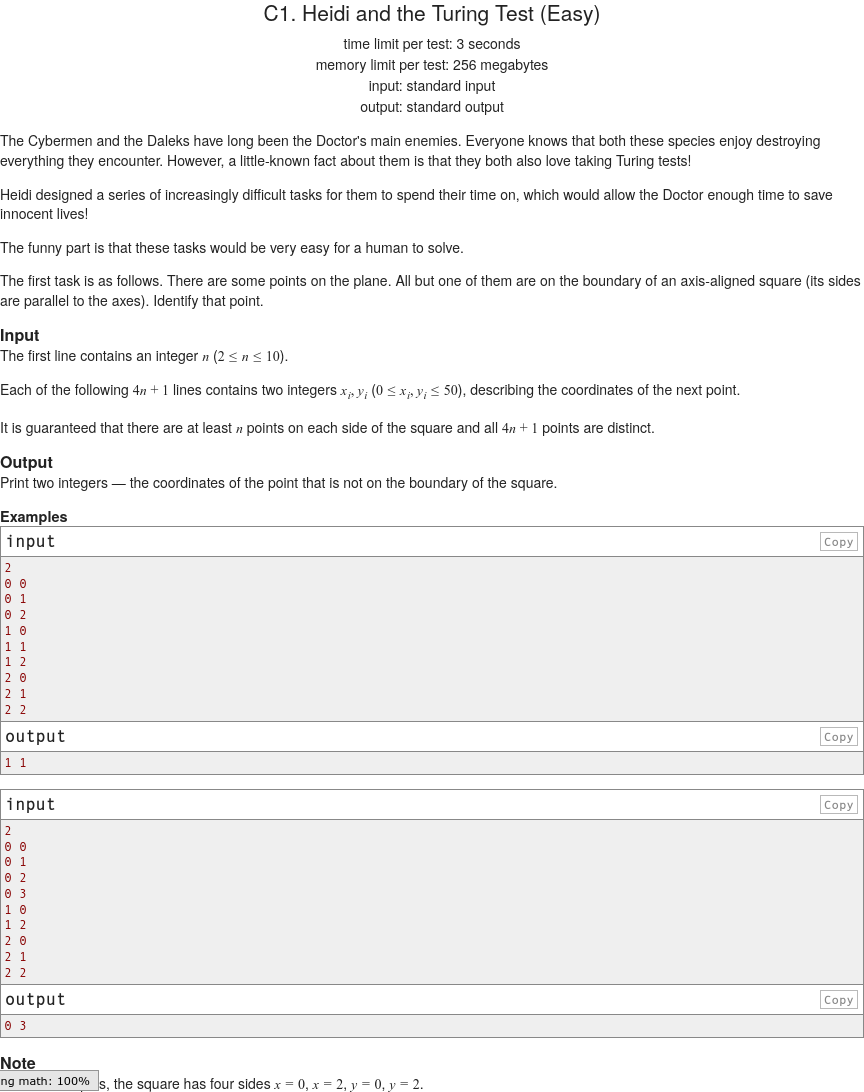 C1. Heidi and the Turing Test (Easy)
time limit per test: 3 seconds
memory limit per test: 256 megabytes
input: standard input
output: standard output
The Cybermen and the Daleks have long been the Doctor's main enemies. Everyone knows that both these species enjoy destroying
everything they encounter. However, a little-known fact about them is that they both also love taking Turing tests!
Heidi designed a series of increasingly difficult tasks for them to spend their time on, which would allow the Doctor enough time to save
innocent lives!
The funny part is that these tasks would be very easy for a human to solve.
The first task is as follows. There are some points on the plane. All but one of them are on the boundary of an axis-aligned square (its sides
are parallel to the axes). Identify that point.
Input
The first line contains an integer n (2 ≤ n ≤ 10).
Each of the following 4n + 1 lines contains two integers x_i, y_i (0 ≤ x_i, y_i ≤ 50), describing the coordinates of the next point.
It is guaranteed that there are at least n points on each side of the square and all 4n + 1 points are distinct.
Output
Print two integers — the coordinates of the point that is not on the boundary of the square.
Examples
input Copy
2
0 0
0 1
0 2
1 0
1 1
1 2
2 0
2 1
2 2
output Copy
1 1
input Copy
2
0 0
0 1
0 2
0 3
1 0
1 2
2 0
2 1
2 2
output Copy
0 3
Note
ng math: 100% s, the square has four sides x = 0, x = 2, y = 0, y = 2.